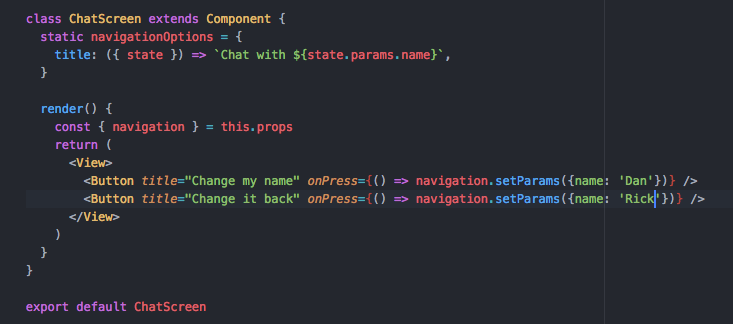 class ChatScreen extends Component {
  static navigationOptions = {
    title: ({ state }) => `Chat with ${state.params.name}`,
  }

  render() {
    const { navigation } = this.props
    return (
      <View>
        <Button title="Change my name" onPress={() => navigation.setParams({name: 'Dan'})} />
        <Button title="Change it back" onPress={() => navigation.setParams({name: 'Rick'})} />
      </View>
    )
  }
}

export default ChatScreen